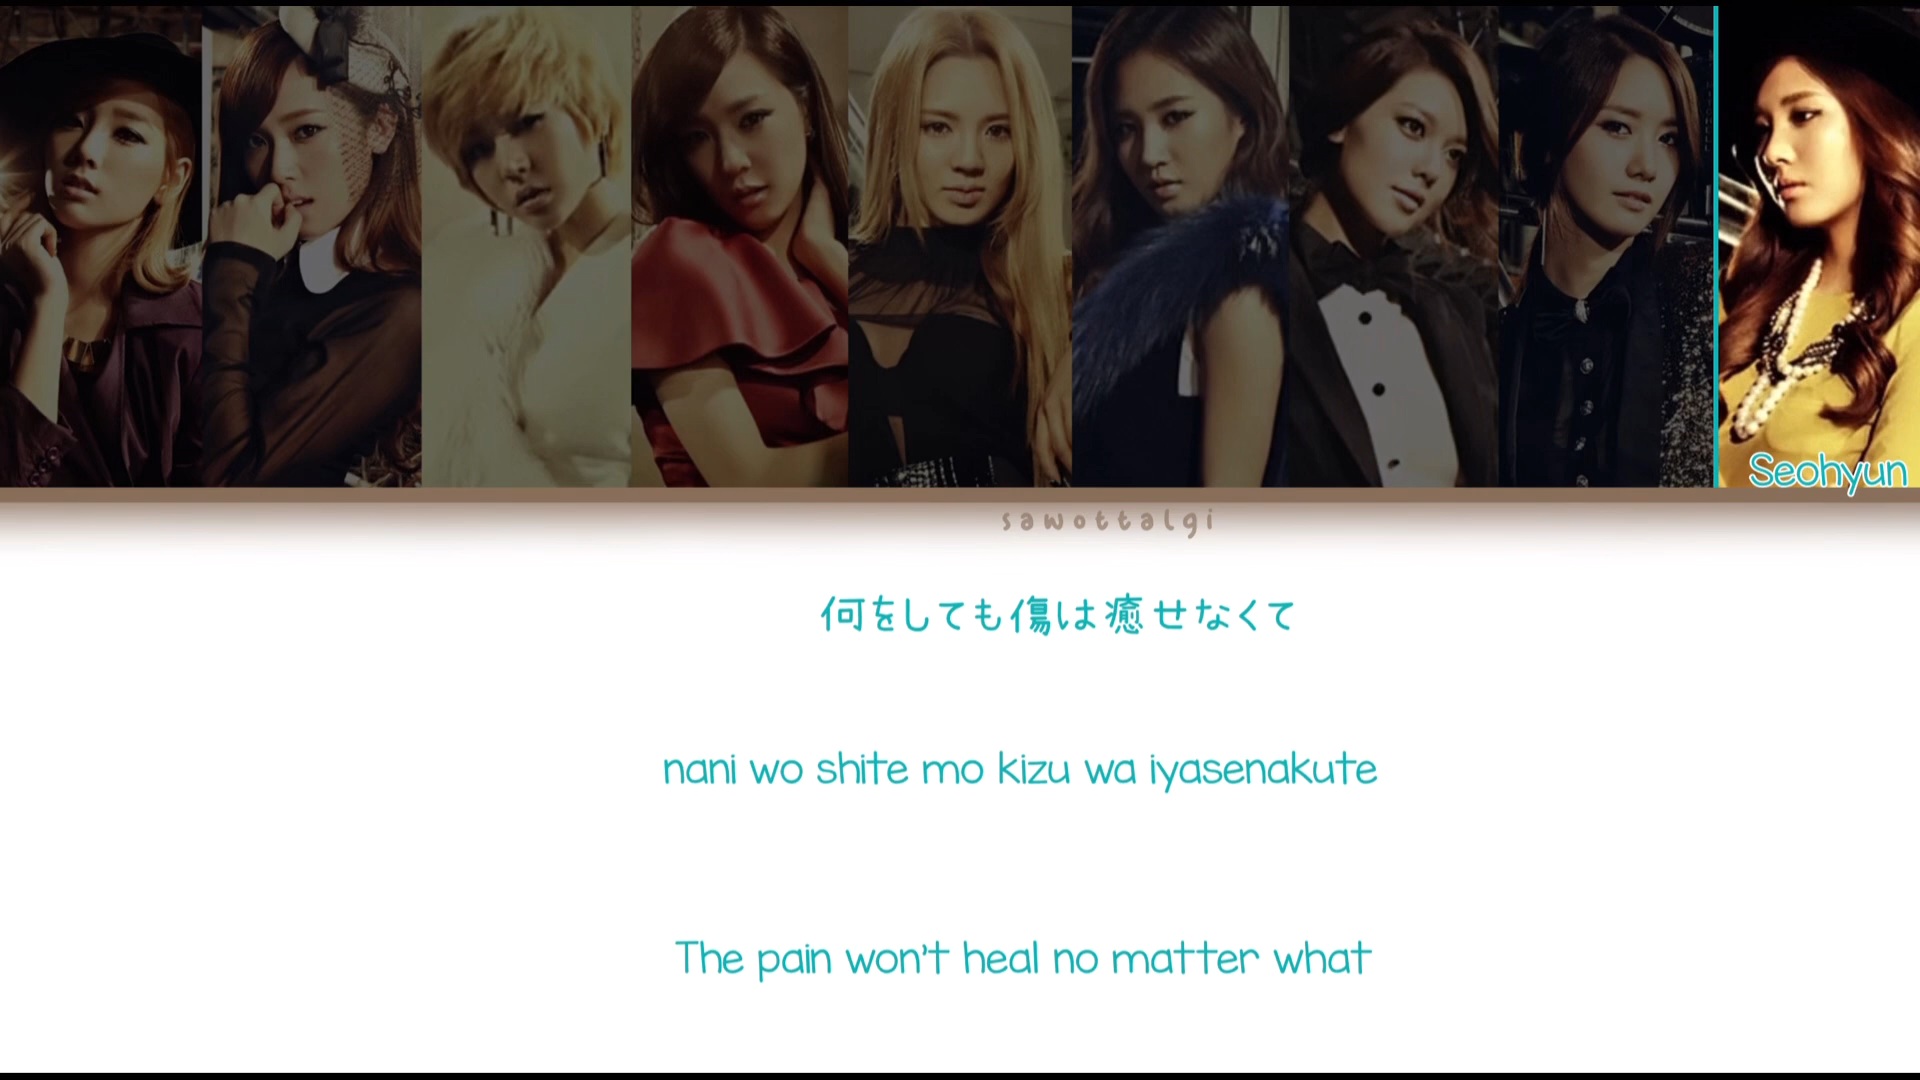 Seohyun
sawottalgi
何をしても傷は癒せなくて
nani wo shite mo kizu wa iyasenakute
The pain won't heal no matter what